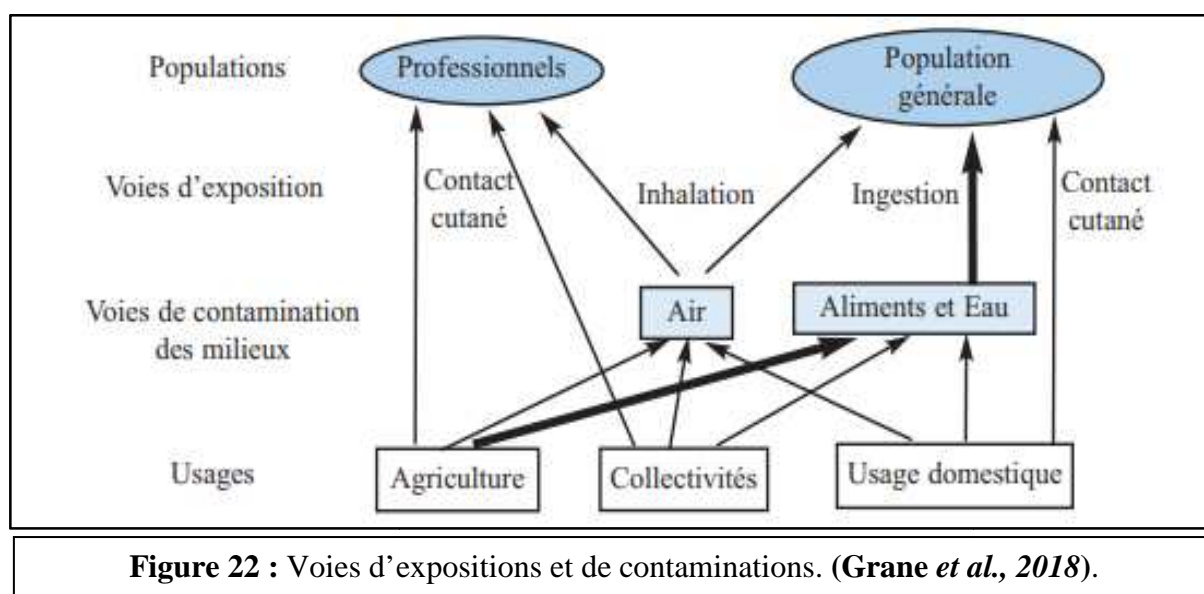 Populations
Professionnels
Population
générale
Voies d'exposition
Contact
cutané
Inhalation
Ingestion
Contact
cutané
Voies de contamination
des milieux
Air
Aliments et Eau
Usages
Agriculture
Collectivités
Usage domestique
Figure 22 : Voies d'expositions et de contaminations. (Grane et al., 2018).